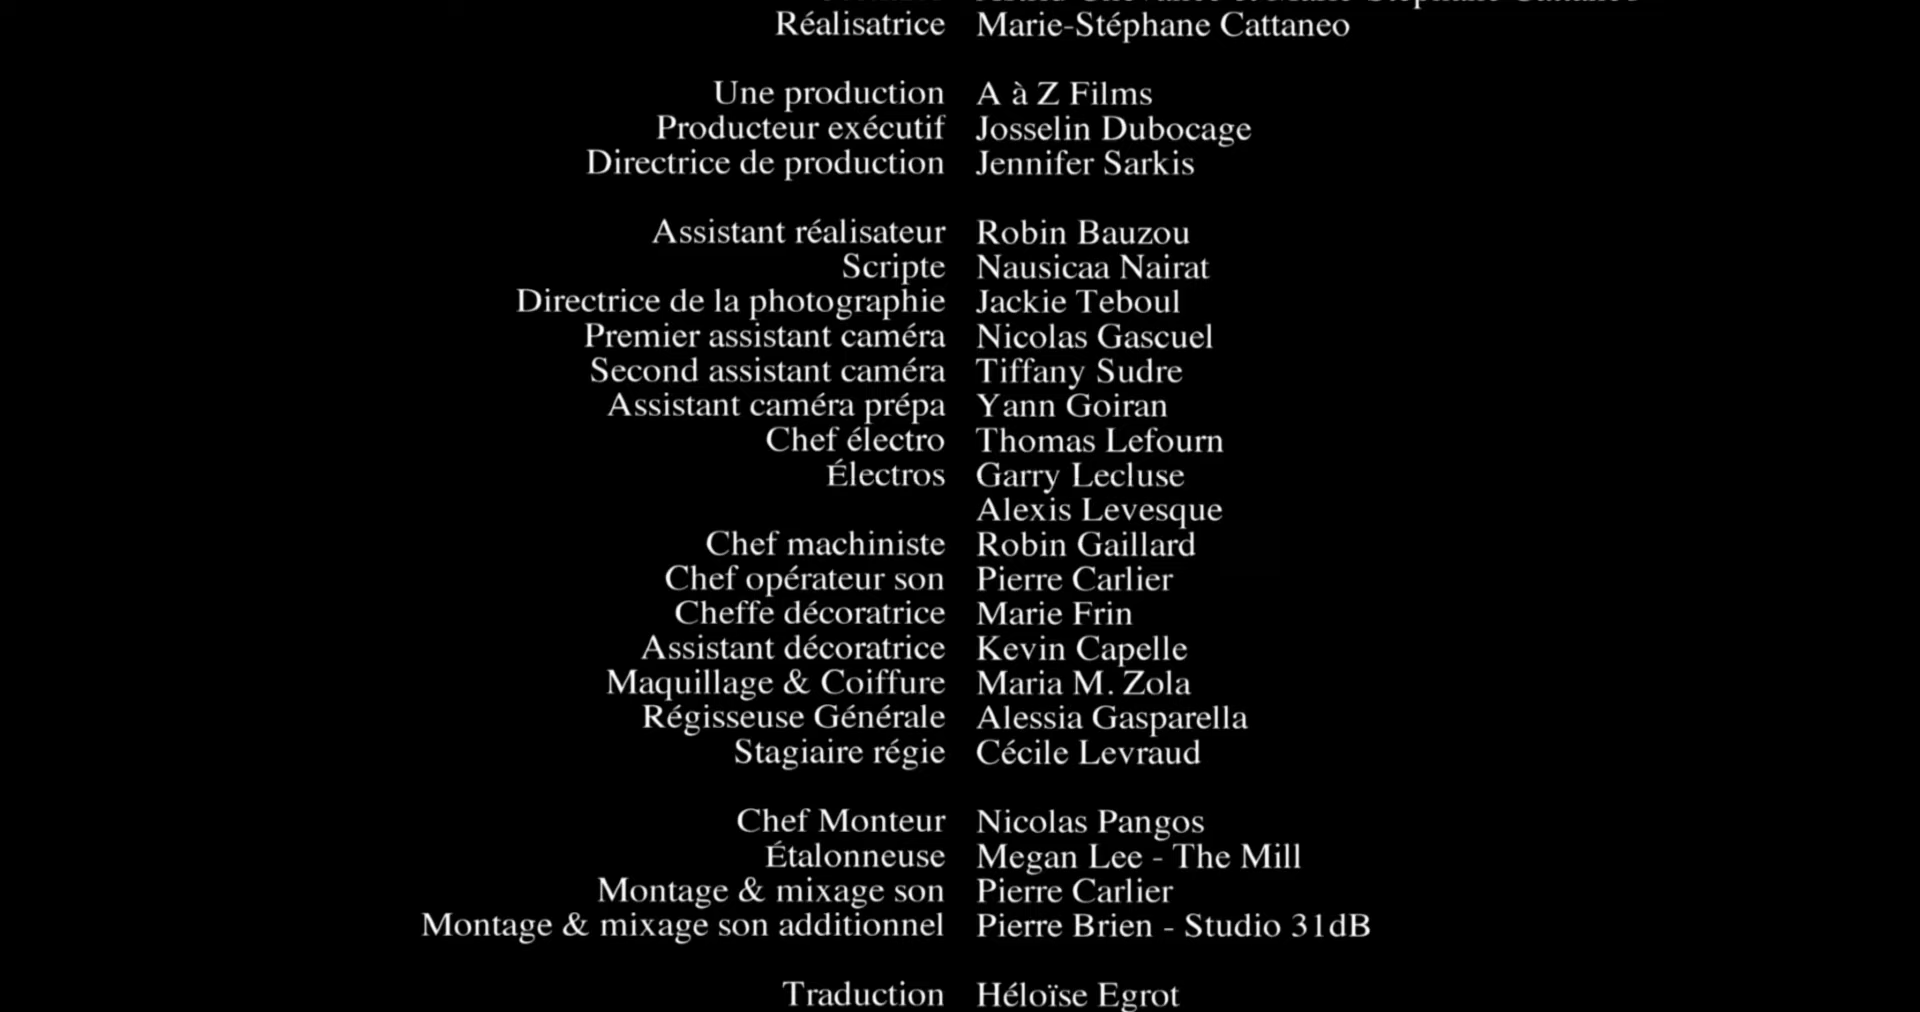 Réalisatrice Marie-Stéphane Cattaneo
Une production A à Z Films
Producteur exécutif Josselin Dubocage
Directrice de production Jennifer Sarkis
Assistant réalisateur Robin Bauzou
Scripte Nausicaa Nairat
Directrice de la photographie Jackie Teboul
Premier assistant caméra Nicolas Gascuel
Second assistant caméra Tiffany Sudre
Assistant caméra prépa Yann Goiran
Chef électro Thomas Lefourn
Électros Garry Lecluse
Alexis Levesque
Chef machiniste Robin Gaillard
Chef opérateur son Pierre Carlier
Cheffe décoratrice Marie Frin
Assistant décoratrice Kevin Capelle
Maquillage & Coiffure Maria M. Zola
Régisseuse Générale Alessia Gasparella
Stagiaire régie Cécile Levraud
Chef Monteur Nicolas Pangos
Étalonneuse Megan Lee - The Mill
Montage & mixage son Pierre Carlier
Montage & mixage son additionnel Pierre Brien - Studio 31dB
Traduction Héloïse Egrot